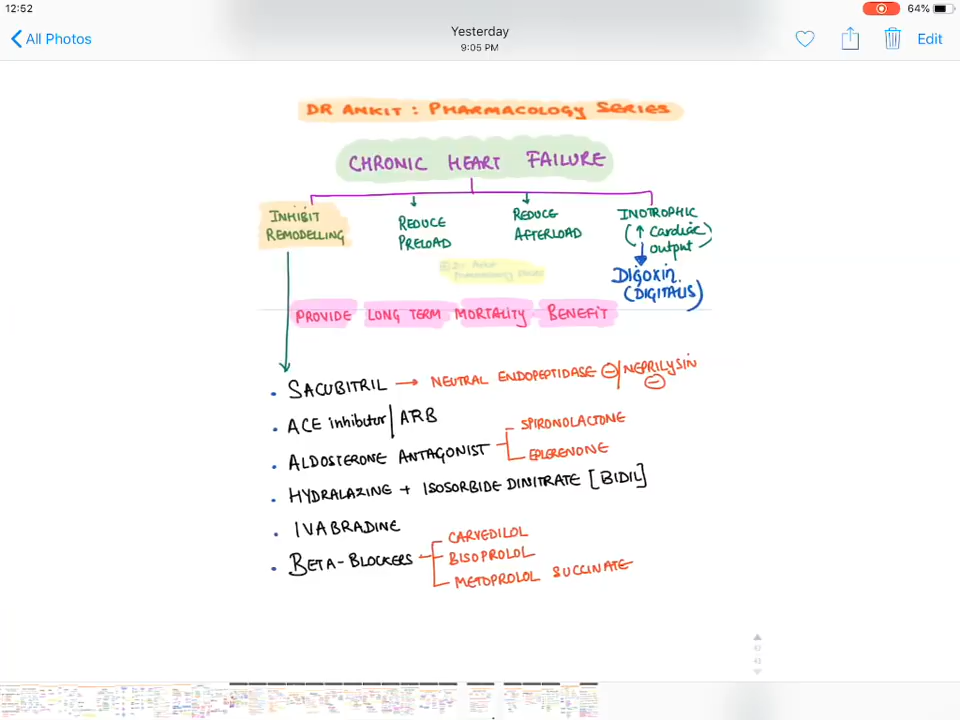 12:52
64%
All Photos
Yesterday
9:05 PM
Edit
DR ANKIT : PHARMACOLOGY SERIES
CHRONIC HEART FAILURE
INHIBIT
REMODELLING
REDUCE
PRELOAD
REDUCE
AFTERLOAD
INOTROPHIC
(↑ Cardiac
output)
DIGOXIN
(DIGITALIS)
PROVIDE LONG TERM MORTALITY BENEFIT
• SACUBITRIL → NEUTRAL ENDOPEPTIDASE ⊖/NEPRILYSIN ⊖
• ACE inhibitor/ARB
• ALDOSTERONE ANTAGONIST
SPIRONOLACTONE
EPLERENONE
• HYDRALAZINE + ISOSORBIDE DINITRATE [BIDIL]
• IVABRADINE
• BETA-BLOCKERS
CARVEDILOL
BISOPROLOL
METOPROLOL SUCCINATE